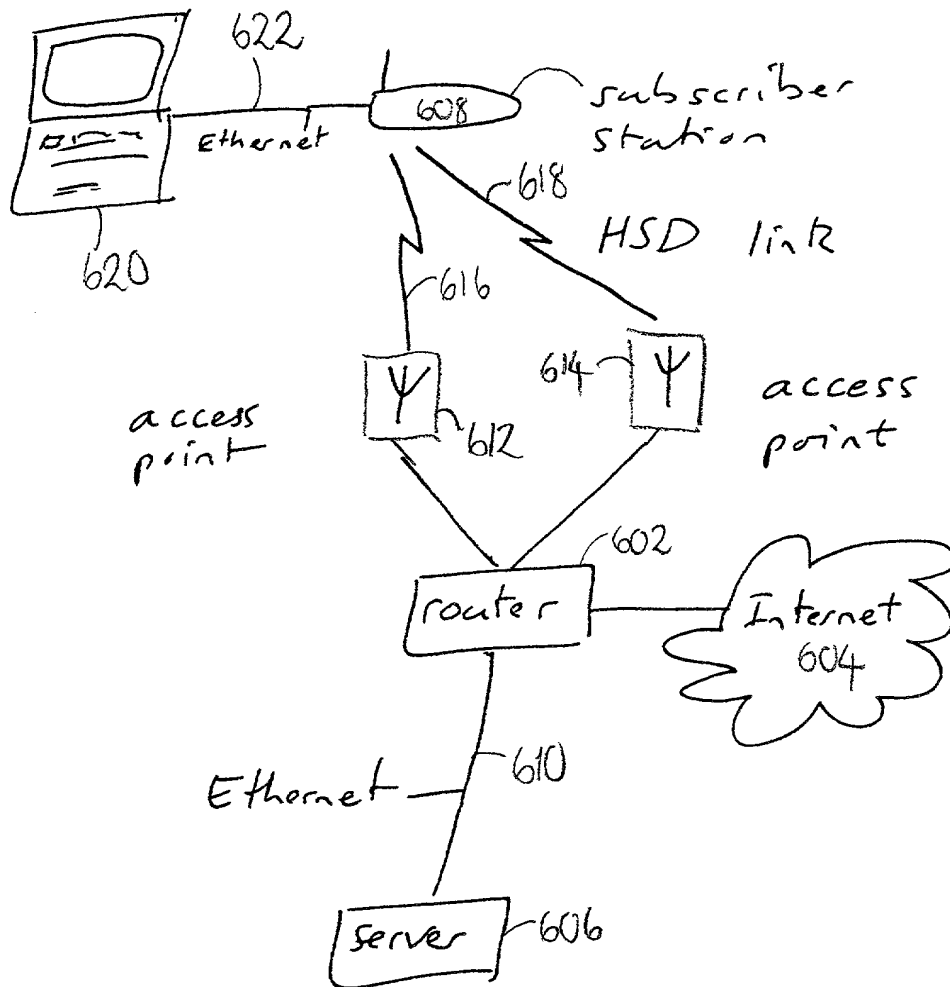 622
608
subscriber
station
Ethernet
618
HSD link
620
616
614
access
point
612
access
point
602
router
Internet
604
610
Ethernet
server
606